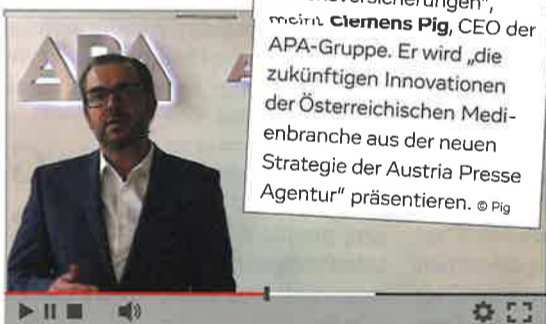 APA A
nsversicherungen",
meint Clemens Pig, CEO der
APA-Gruppe. Er wird „die
zukünftigen Innovationen
der Österreichischen Medi-
enbranche aus der neuen
Strategie der Austria Presse
Agentur" präsentieren. © Pig